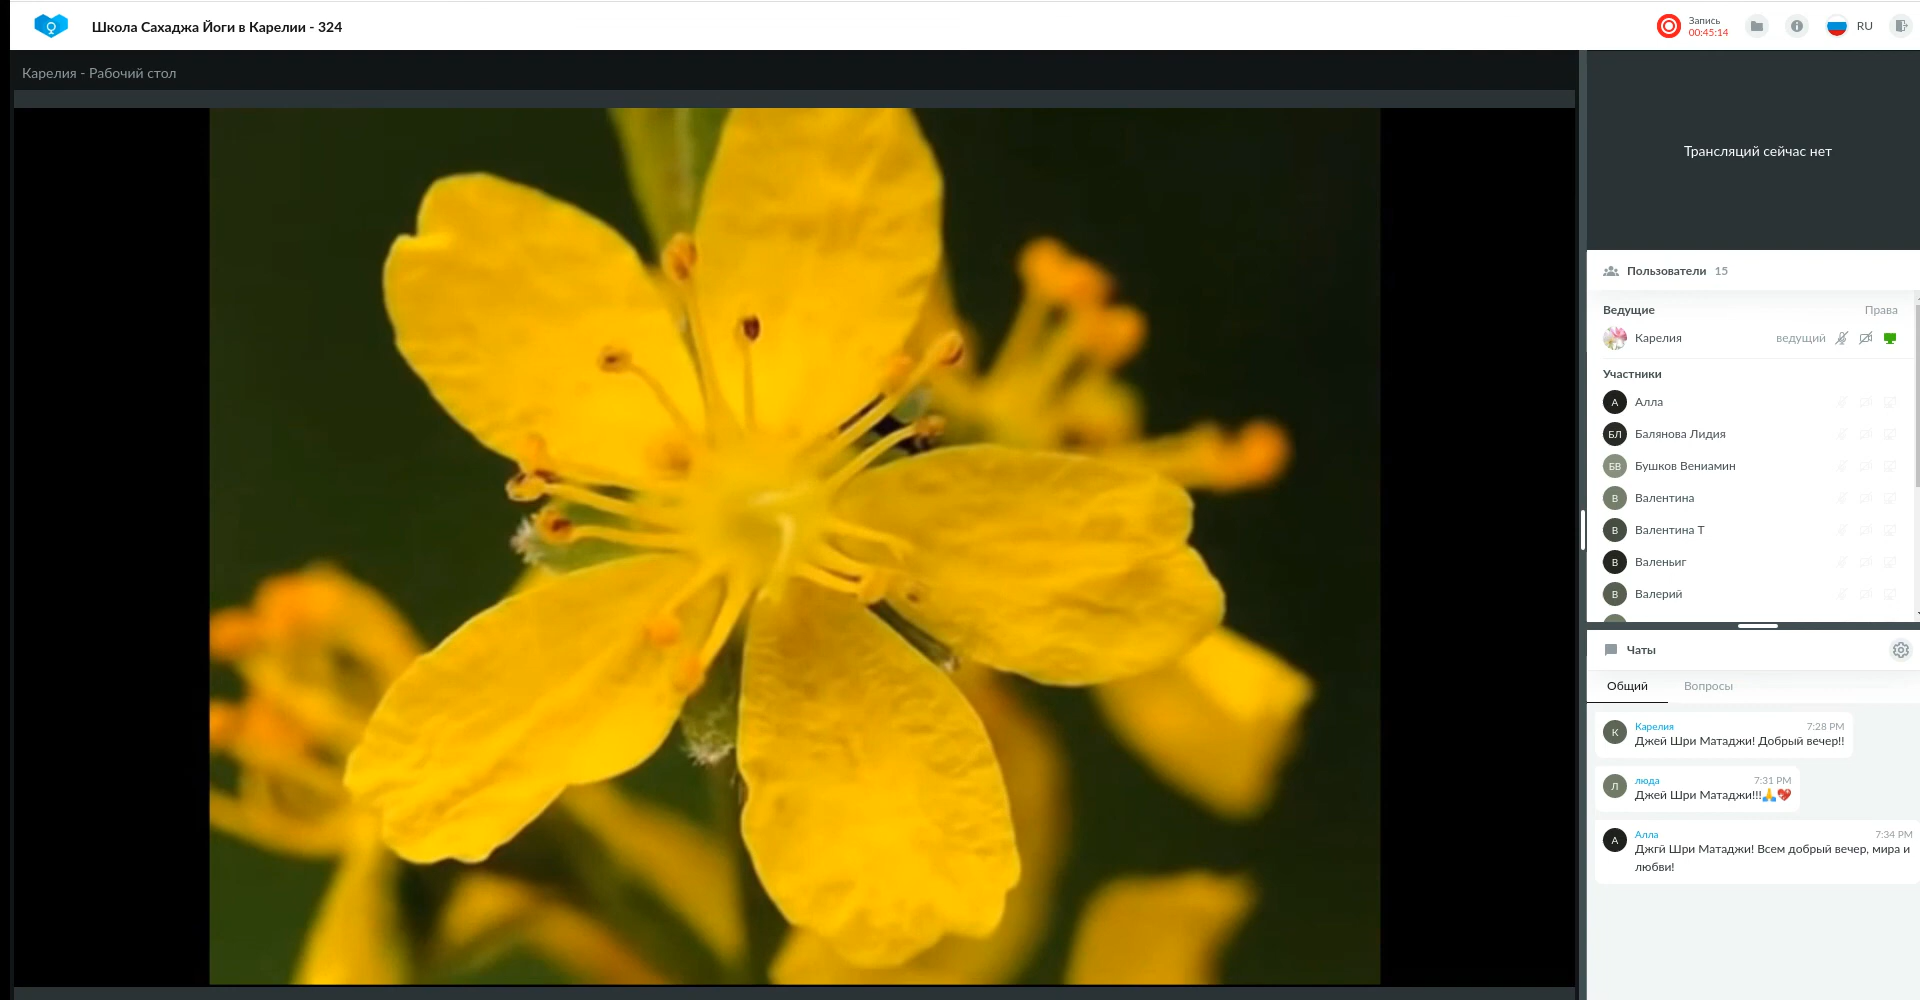 Школа Сахаджа Йоги в Карелии - 324
Запись
00:45:14
RU
Карелия - Рабочий стол
Трансляций сейчас нет
Пользователи 15
Ведущие Права
Карелия ведущий
Участники
А Алла
БЛ Балянова Лидия
БВ Бушков Вениамин
В Валентина
В Валентина Т
В Валеньиг
В Валерий
Чаты
Общий Вопросы
К Карелия 7:28 PM
Джей Шри Матаджи! Добрый вечер!!
Л люда 7:31 PM
Джей Шри Матаджи!!!🙏💖
А Алла 7:34 PM
Джгй Шри Матаджи! Всем добрый вечер, мира и
любви!